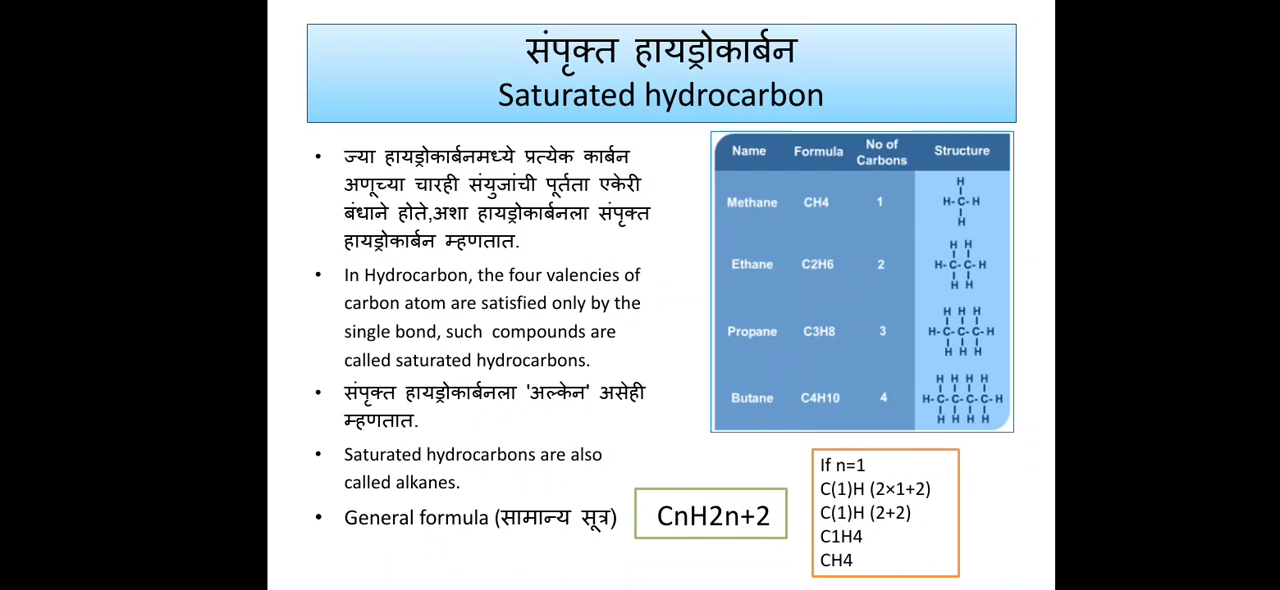 संपृक्त हायड्रोकार्बन
Saturated hydrocarbon
• ज्या हायड्रोकार्बनमध्ये प्रत्येक कार्बन
अणूच्या चारही संयुजांची पूर्तता एकेरी
बंधाने होते,अशा हायड्रोकार्बनला संपृक्त
हायड्रोकार्बन म्हणतात.
• In Hydrocarbon, the four valencies of
carbon atom are satisfied only by the
single bond, such compounds are
called saturated hydrocarbons.
• संपृक्त हायड्रोकार्बनला 'अल्केन' असेही
म्हणतात.
• Saturated hydrocarbons are also
called alkanes.
• General formula (सामान्य सूत्र)
CnH2n+2
Name Formula No of Carbons Structure
Methane CH4 1
H
H-C-H
H
Ethane C2H6 2
H H
H-C-C-H
H H
Propane C3H8 3
H H H
H-C-C-C-H
H H H
Butane C4H10 4
H H H H
H-C-C-C-C-H
H H H H
If n=1
C(1)H (2×1+2)
C(1)H (2+2)
C1H4
CH4